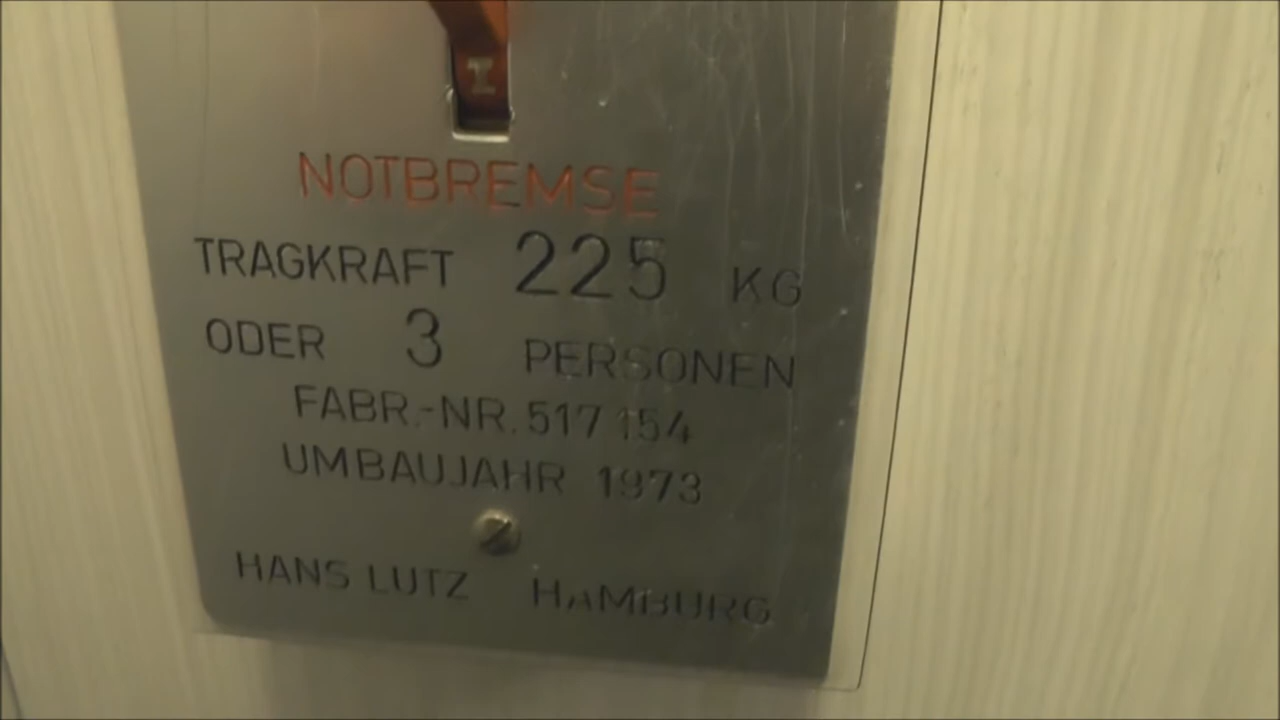 I
NOTBREMSE
TRAGKRAFT 225 KG
ODER 3 PERSONEN
FABR.-NR. 517 154
UMBAUJAHR 1973
HANS LUTZ HAMBURG